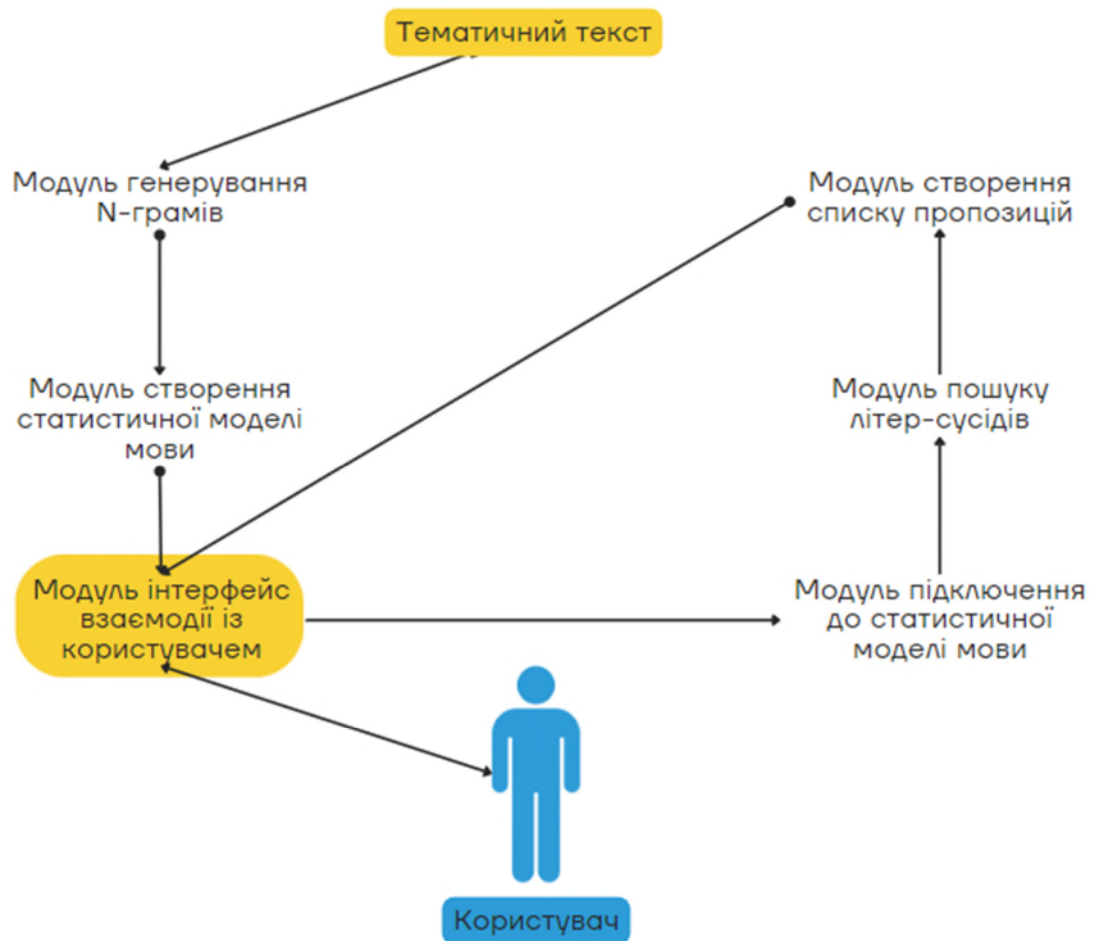 Тематичний текст
Модуль генерування
N-грамів
Модуль створення
списку пропозицій
Модуль створення
статистичної моделі
мови
Модуль пошуку
літер-сусідів
Модуль інтерфейс
взаємодії із
користувачем
Модуль підключення
до статистичної
моделі мови
Користувач